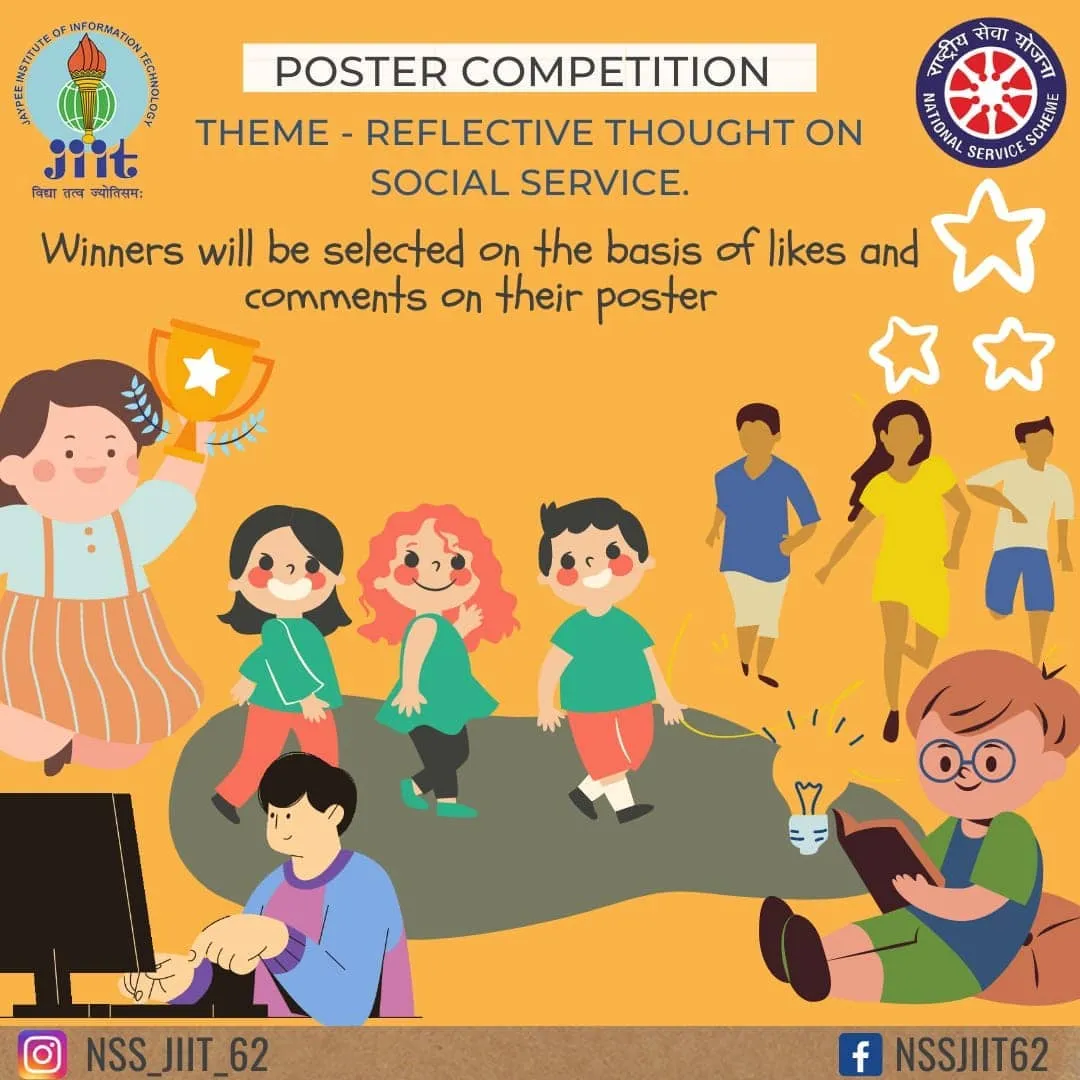 JAYPEE INSTITUTE OF INFORMATION TECHNOLOGY
jiit
विद्या तत्व ज्योतिसम:
POSTER COMPETITION
राष्ट्रीय सेवा योजना
NATIONAL SERVICE SCHEME
THEME - REFLECTIVE THOUGHT ON
SOCIAL SERVICE.
Winners will be selected on the basis of likes and
comments on their poster
NSS_JIIT_62
NSSJIIT62